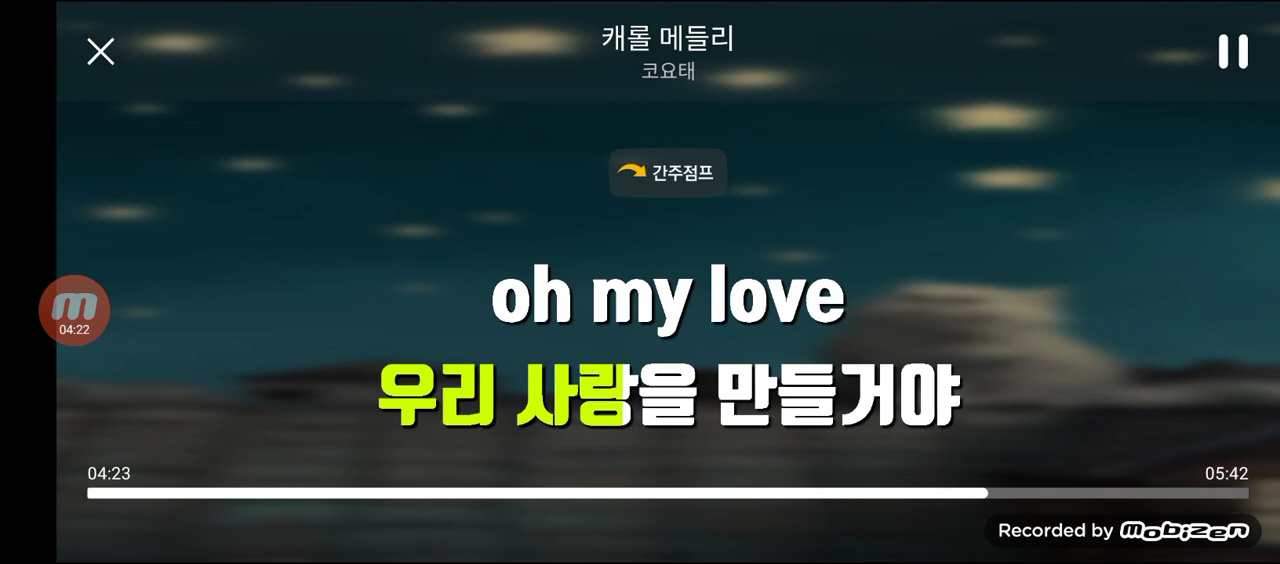 캐롤 메들리
코요태
간주점프
m
04:22
oh my love
우리 사랑을 만들거야
04:23
05:42
Recorded by mobizen